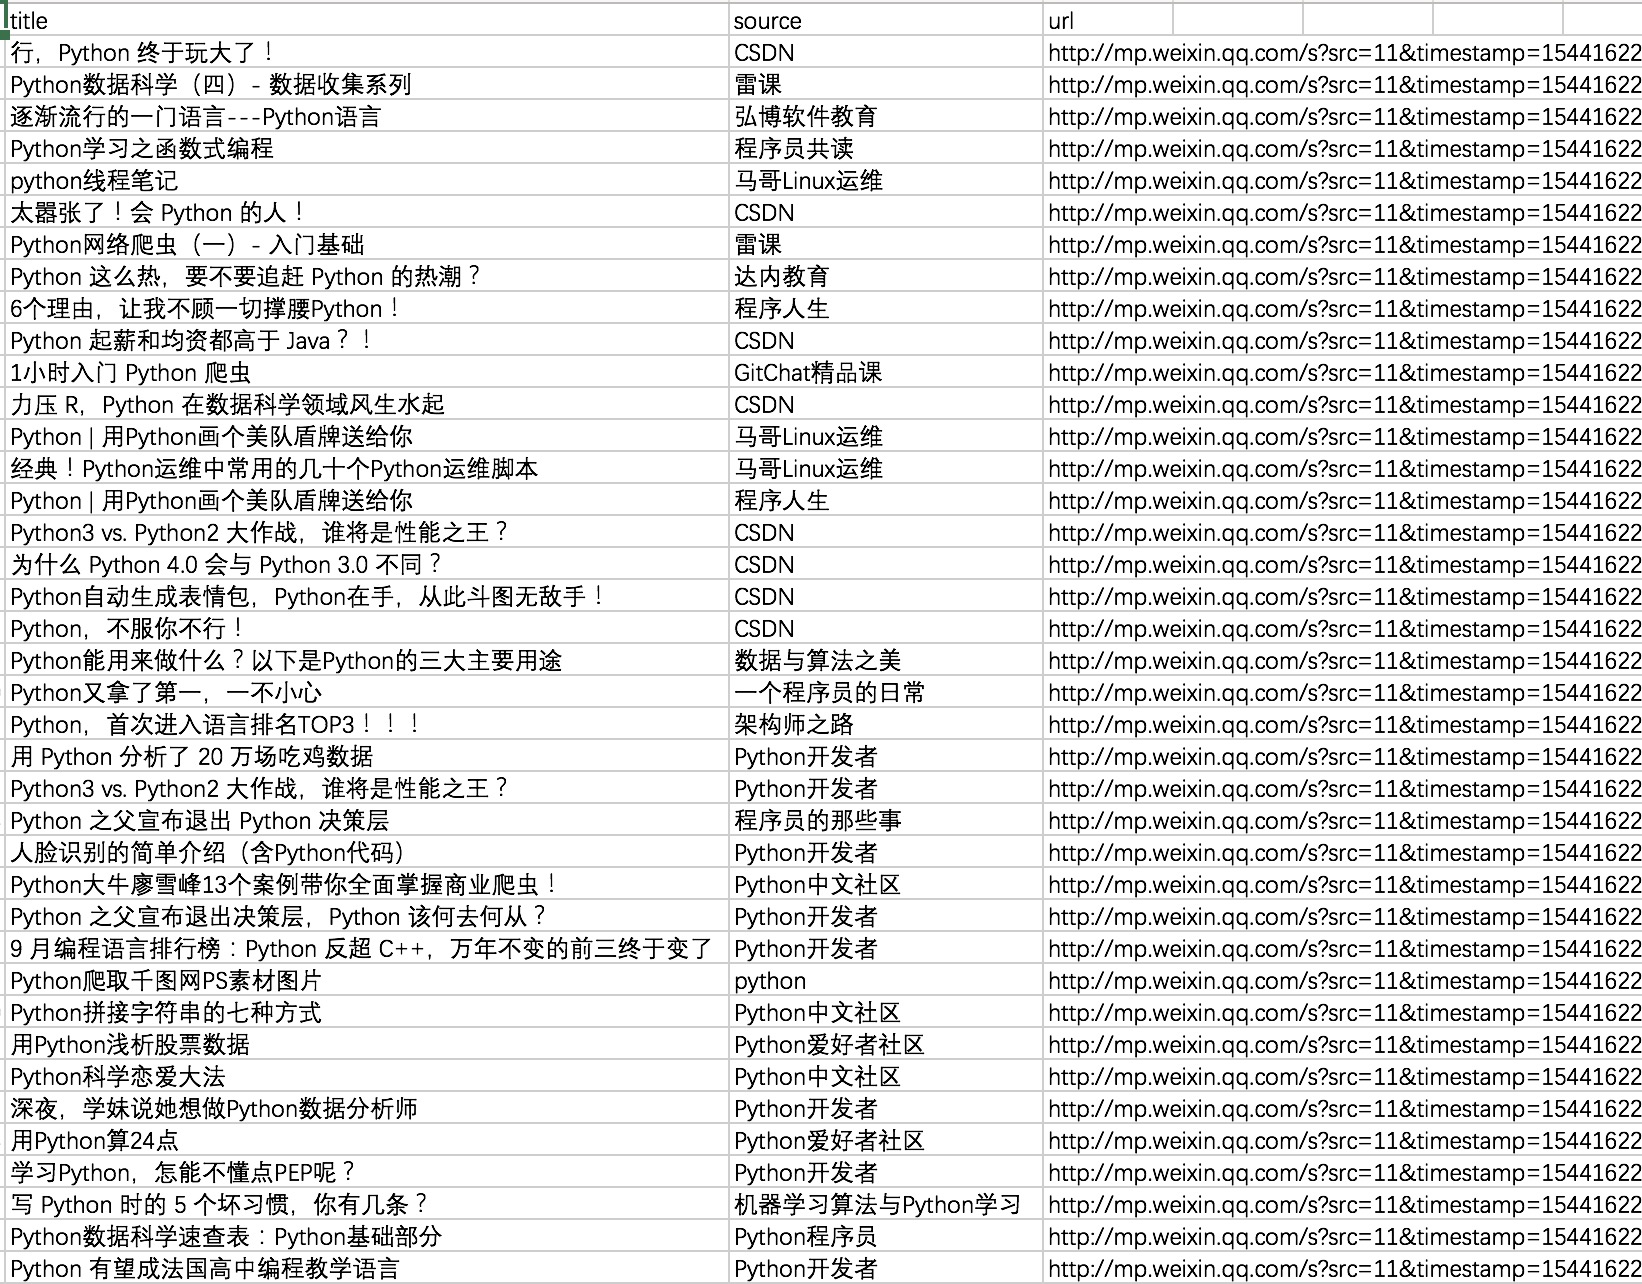 title source url
行，Python 终于玩大了！ CSDN http://mp.weixin.qq.com/s?src=11&timestamp=15441622
Python数据科学（四）- 数据收集系列 雷课 http://mp.weixin.qq.com/s?src=11&timestamp=15441622
逐渐流行的一门语言---Python语言 弘博软件教育 http://mp.weixin.qq.com/s?src=11&timestamp=15441622
Python学习之函数式编程 程序员共读 http://mp.weixin.qq.com/s?src=11&timestamp=15441622
python线程笔记 马哥Linux运维 http://mp.weixin.qq.com/s?src=11&timestamp=15441622
太嚣张了！会 Python 的人！ CSDN http://mp.weixin.qq.com/s?src=11&timestamp=15441622
Python网络爬虫（一）- 入门基础 雷课 http://mp.weixin.qq.com/s?src=11&timestamp=15441622
Python 这么热，要不要追赶 Python 的热潮？ 达内教育 http://mp.weixin.qq.com/s?src=11&timestamp=15441622
6个理由，让我不顾一切撑腰Python！ 程序人生 http://mp.weixin.qq.com/s?src=11&timestamp=15441622
Python 起薪和均资都高于 Java？！ CSDN http://mp.weixin.qq.com/s?src=11&timestamp=15441622
1小时入门 Python 爬虫 GitChat精品课 http://mp.weixin.qq.com/s?src=11&timestamp=15441622
力压 R，Python 在数据科学领域风生水起 CSDN http://mp.weixin.qq.com/s?src=11&timestamp=15441622
Python | 用Python画个美队盾牌送给你 马哥Linux运维 http://mp.weixin.qq.com/s?src=11&timestamp=15441622
经典！Python运维中常用的几十个Python运维脚本 马哥Linux运维 http://mp.weixin.qq.com/s?src=11&timestamp=15441622
Python | 用Python画个美队盾牌送给你 程序人生 http://mp.weixin.qq.com/s?src=11&timestamp=15441622
Python3 vs. Python2 大作战，谁将是性能之王？ CSDN http://mp.weixin.qq.com/s?src=11&timestamp=15441622
为什么 Python 4.0 会与 Python 3.0 不同？ CSDN http://mp.weixin.qq.com/s?src=11&timestamp=15441622
Python自动生成表情包，Python在手，从此斗图无敌手！ CSDN http://mp.weixin.qq.com/s?src=11&timestamp=15441622
Python，不服你不行！ CSDN http://mp.weixin.qq.com/s?src=11&timestamp=15441622
Python能用来做什么？以下是Python的三大主要用途 数据与算法之美 http://mp.weixin.qq.com/s?src=11&timestamp=15441622
Python又拿了第一，一不小心 一个程序员的日常 http://mp.weixin.qq.com/s?src=11&timestamp=15441622
Python，首次进入语言排名TOP3！！！ 架构师之路 http://mp.weixin.qq.com/s?src=11&timestamp=15441622
用 Python 分析了 20 万场吃鸡数据 Python开发者 http://mp.weixin.qq.com/s?src=11&timestamp=15441622
Python3 vs. Python2 大作战，谁将是性能之王？ Python开发者 http://mp.weixin.qq.com/s?src=11&timestamp=15441622
Python 之父宣布退出 Python 决策层 程序员的那些事 http://mp.weixin.qq.com/s?src=11&timestamp=15441622
人脸识别的简单介绍（含Python代码） Python开发者 http://mp.weixin.qq.com/s?src=11&timestamp=15441622
Python大牛廖雪峰13个案例带你全面掌握商业爬虫！ Python中文社区 http://mp.weixin.qq.com/s?src=11&timestamp=15441622
Python 之父宣布退出决策层，Python 该何去何从？ Python开发者 http://mp.weixin.qq.com/s?src=11&timestamp=15441622
9 月编程语言排行榜：Python 反超 C++，万年不变的前三终于变了 Python开发者 http://mp.weixin.qq.com/s?src=11&timestamp=15441622
Python爬取千图网PS素材图片 python http://mp.weixin.qq.com/s?src=11&timestamp=15441622
Python拼接字符串的七种方式 Python中文社区 http://mp.weixin.qq.com/s?src=11&timestamp=15441622
用Python浅析股票数据 Python爱好者社区 http://mp.weixin.qq.com/s?src=11&timestamp=15441622
Python科学恋爱大法 Python中文社区 http://mp.weixin.qq.com/s?src=11&timestamp=15441622
深夜，学妹说她想做Python数据分析师 Python开发者 http://mp.weixin.qq.com/s?src=11&timestamp=15441622
用Python算24点 Python爱好者社区 http://mp.weixin.qq.com/s?src=11&timestamp=15441622
学习Python，怎能不懂点PEP呢？ Python开发者 http://mp.weixin.qq.com/s?src=11&timestamp=15441622
写 Python 时的 5 个坏习惯，你有几条？ 机器学习算法与Python学习 http://mp.weixin.qq.com/s?src=11&timestamp=15441622
Python数据科学速查表：Python基础部分 Python程序员 http://mp.weixin.qq.com/s?src=11&timestamp=15441622
Python 有望成法国高中编程教学语言 Python开发者 http://mp.weixin.qq.com/s?src=11&timestamp=15441622